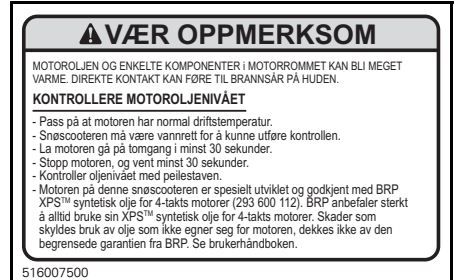 VÆR OPPMERKSOM
MOTOROLJEN OG ENKELTE KOMPONENTER i MOTORROMMET KAN BLI MEGET
VARME. DIREKTE KONTAKT KAN FØRE TIL BRANNSÅR PÅ HUDEN.
KONTROLLERE MOTOROLJENIVÅET
- Pass på at motoren har normal driftstemperatur.
- Snøscooteren må være vannrett for å kunne utføre kontrollen.
- La motoren gå på tomgang i minst 30 sekunder.
- Stopp motoren, og vent minst 30 sekunder.
- Kontroller oljenivået med peilestaven.
- Motoren på denne snøscooteren er spesielt utviklet og godkjent med BRP
XPS™ syntetisk olje for 4-takts motorer (293 600 112). BRP anbefaler sterkt
å alltid bruke sin XPS™ syntetisk olje for 4-takts motorer. Skader som
skyldes bruk av olje som ikke egner seg for motoren, dekkes ikke av den
begrensede garantien fra BRP. Se brukerhåndboken.
516007500